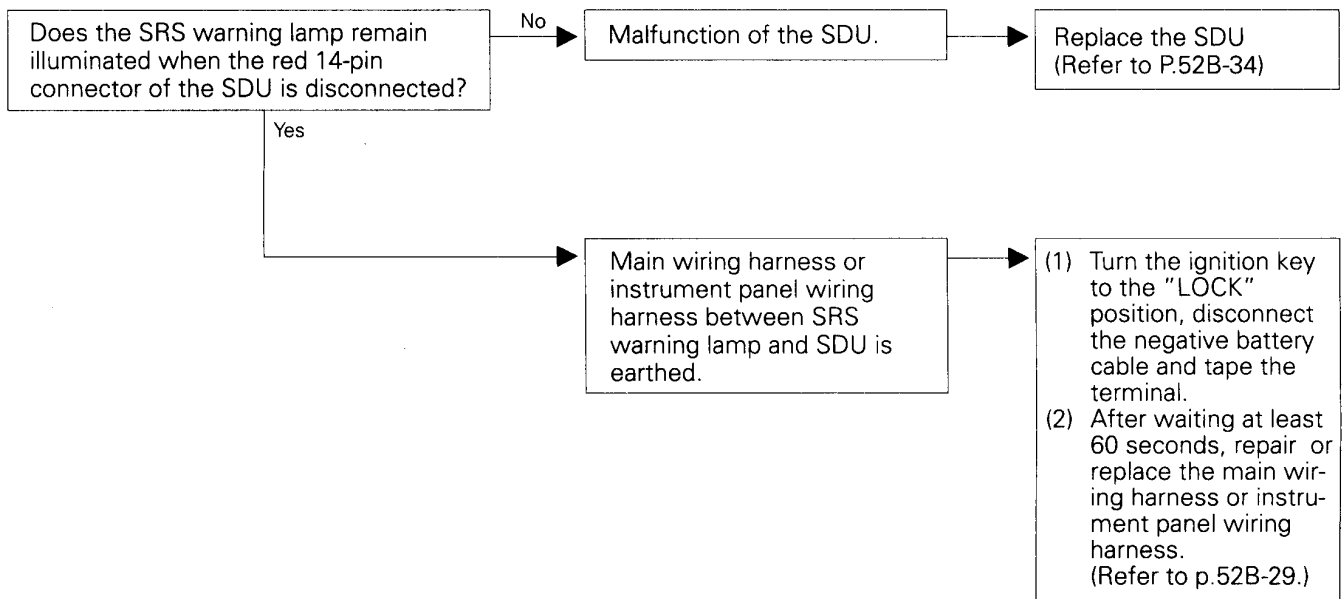 Does the SRS warning lamp remain
illuminated when the red 14-pin
connector of the SDU is disconnected?
No
Malfunction of the SDU.
Replace the SDU
(Refer to P.52B-34)
Yes
Main wiring harness or
instrument panel wiring
harness between SRS
warning lamp and SDU is
earthed.
(1) Turn the ignition key
to the "LOCK"
position, disconnect
the negative battery
cable and tape the
terminal.
(2) After waiting at least
60 seconds, repair or
replace the main wir-
ing harness or instru-
ment panel wiring
harness.
(Refer to p.52B-29.)